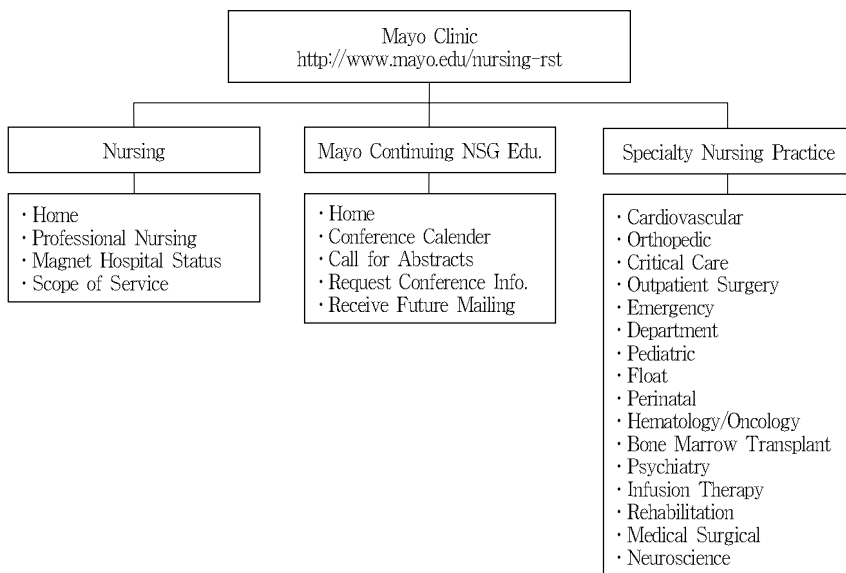 Mayo Clinic
http://www.mayo.edu/nursing-rst
Nursing
Mayo Continuing NSG Edu.
Specialty Nursing Practice
· Home
· Professional Nursing
· Magnet Hospital Status
· Scope of Service
· Home
· Conference Calender
· Call for Abstracts
· Request Conference Info.
· Receive Future Mailing
· Cardiovascular
· Orthopedic
· Critical Care
· Outpatient Surgery
· Emergency
· Department
· Pediatric
· Float
· Perinatal
· Hematology/Oncology
· Bone Marrow Transplant
· Psychiatry
· Infusion Therapy
· Rehabilitation
· Medical Surgical
· Neuroscience